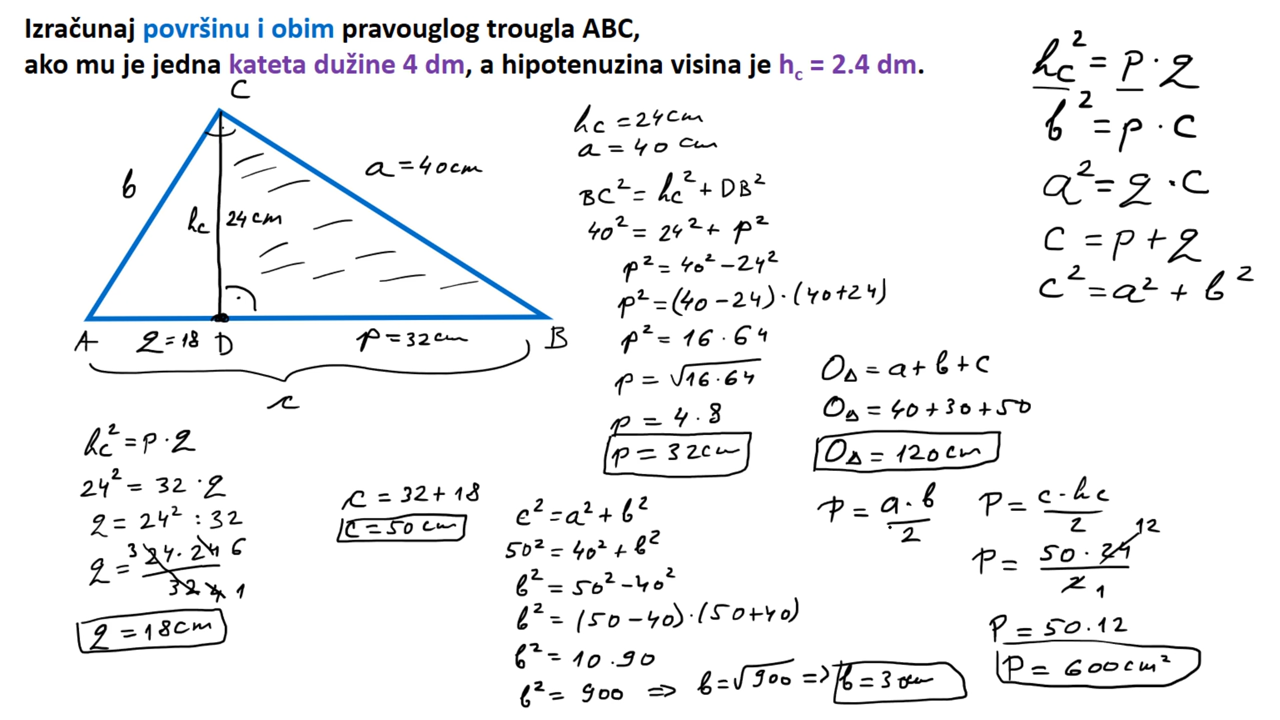 Izračunaj površinu i obim pravouglog trougla ABC,
ako mu je jedna kateta dužine 4 dm, a hipotenuzina visina je hc = 2.4 dm.
C
b
a = 40cm
hc
24cm
A
q = 18
D
p = 32cm
B
c
hc = 24cm
a = 40 cm
BC² = hc² + DB²
40² = 24² + p²
p² = 40² - 24²
p² = (40 - 24) · (40 + 24)
p² = 16 · 64
p = √16 · 64
p = 4 · 8
p = 32cm
hc² = p · q
b² = p · c
a² = q · c
c = p + q
c² = a² + b²
hc² = p · q
24² = 32 · q
q = 24² : 32
q = 3 24 · 24 6
32 4 1
q = 18cm
c = 32 + 18
c = 50 cm
c² = a² + b²
50² = 40² + b²
b² = 50² - 40²
b² = (50 - 40) · (50 + 40)
b² = 10 · 90
b² = 900 => b = √900 => b = 30cm
O△ = a + b + c
O△ = 40 + 30 + 50
O△ = 120cm
P = a · b / 2
P = c · hc / 2
P = 50 · 24 12 / 2 1
P = 50 · 12
P = 600cm²